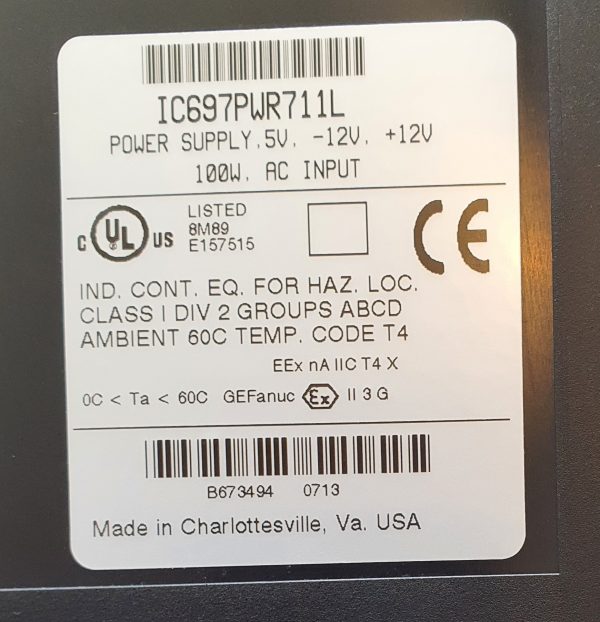 IC697PWR711L
POWER SUPPLY.5V. -12V. +12V
100W. AC INPUT
C UL US LISTED
8M89
E157515
CE
IND. CONT. EQ. FOR HAZ. LOC.
CLASS I DIV 2 GROUPS ABCD
AMBIENT 60C TEMP. CODE T4
EEx nA IIC T4 X
0C < Ta < 60C GEFanuc Ex II 3 G
B673494 0713
Made in Charlottesville, Va. USA